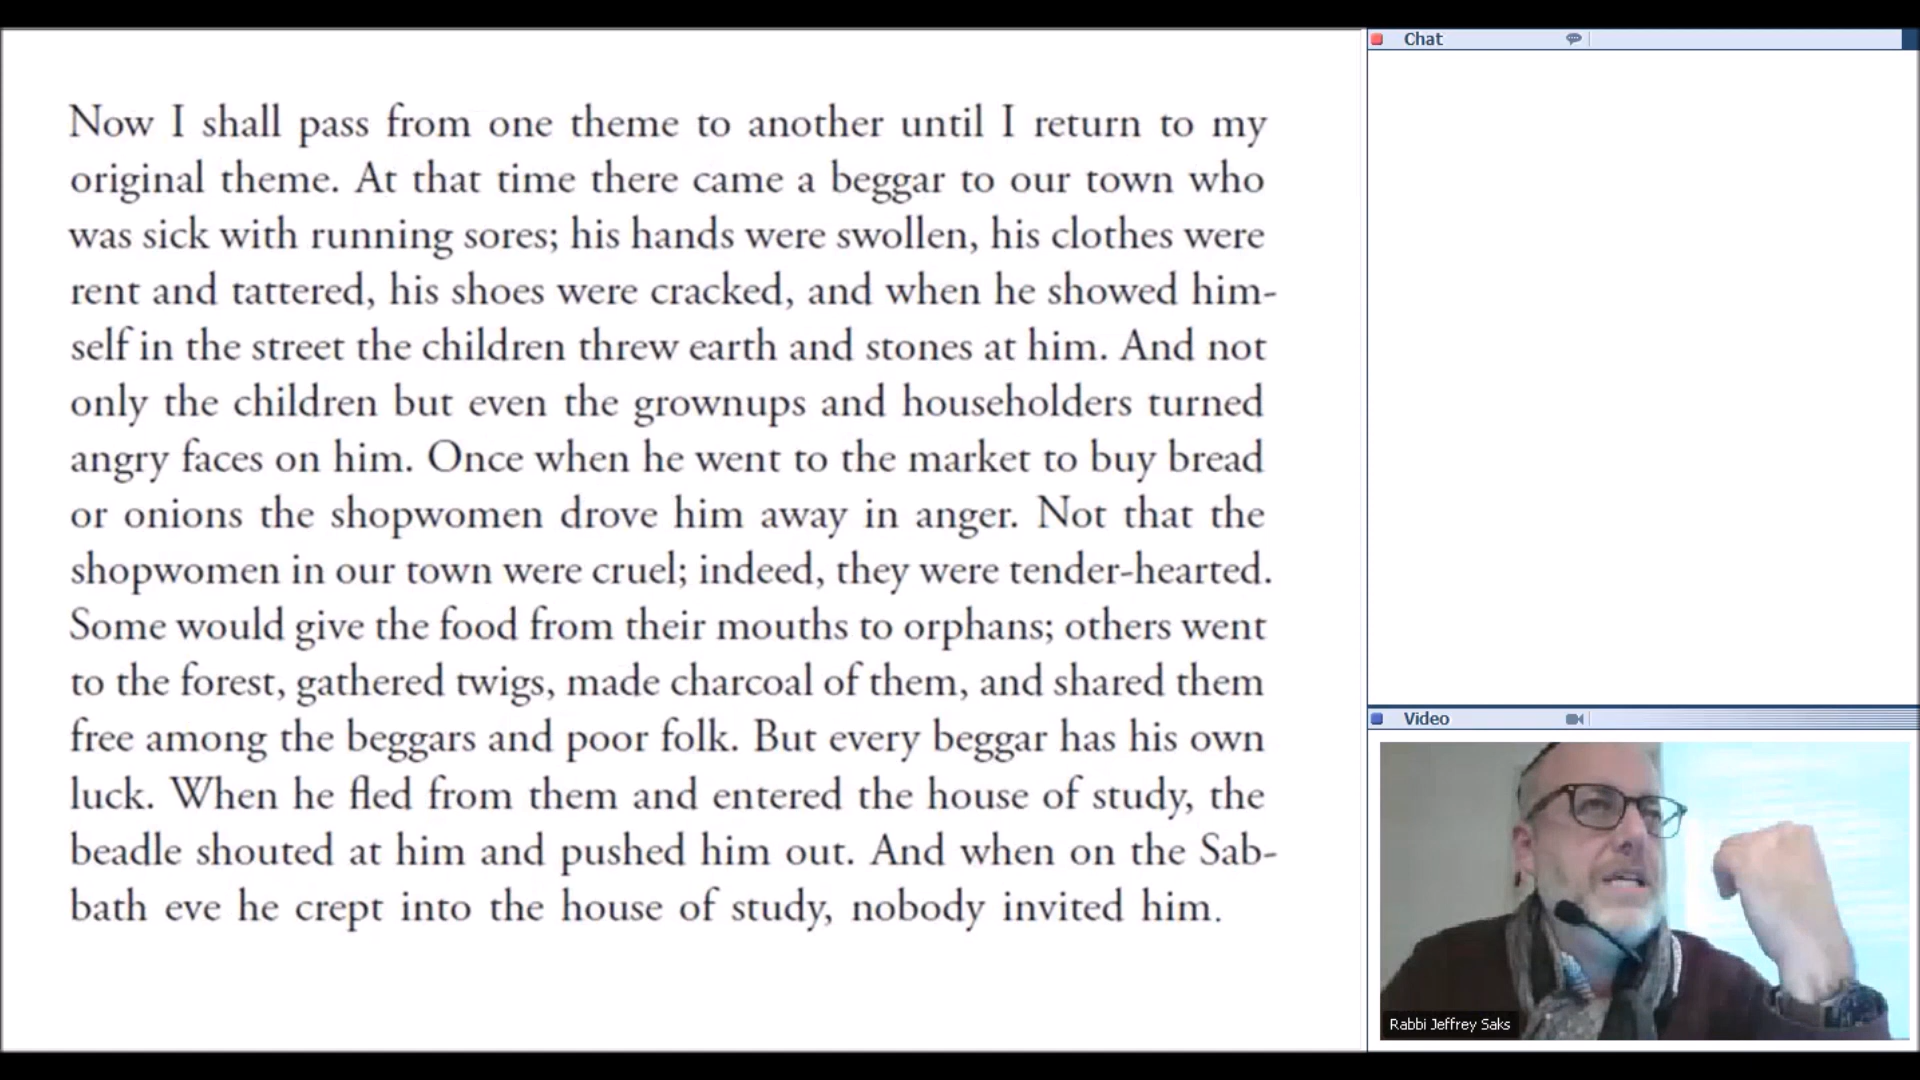 Now I shall pass from one theme to another until I return to my
original theme. At that time there came a beggar to our town who
was sick with running sores; his hands were swollen, his clothes were
rent and tattered, his shoes were cracked, and when he showed him-
self in the street the children threw earth and stones at him. And not
only the children but even the grownups and householders turned
angry faces on him. Once when he went to the market to buy bread
or onions the shopwomen drove him away in anger. Not that the
shopwomen in our town were cruel; indeed, they were tender-hearted.
Some would give the food from their mouths to orphans; others went
to the forest, gathered twigs, made charcoal of them, and shared them
free among the beggars and poor folk. But every beggar has his own
luck. When he fled from them and entered the house of study, the
beadle shouted at him and pushed him out. And when on the Sab-
bath eve he crept into the house of study, nobody invited him.
Chat
Video
Rabbi Jeffrey Saks